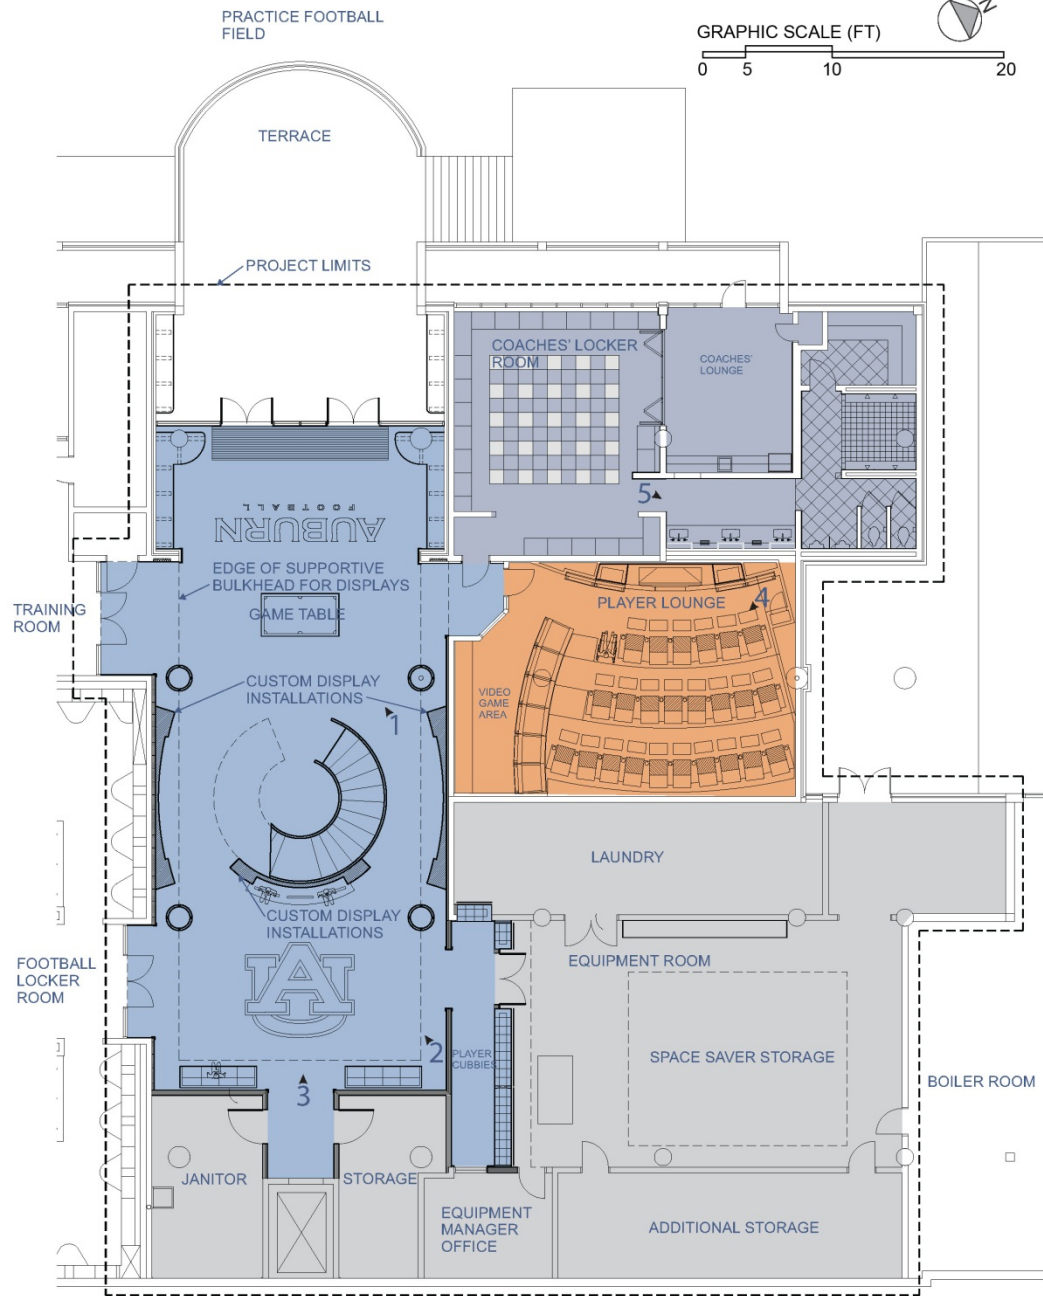 PRACTICE FOOTBALL
FIELD
N
GRAPHIC SCALE (FT)
0 5 10 20
TERRACE
PROJECT LIMITS
COACHES' LOCKER
ROOM
COACHES'
LOUNGE
5
AUBURN
FOOTBALL
EDGE OF SUPPORTIVE
BULKHEAD FOR DISPLAYS
TRAINING
ROOM
GAME TABLE
PLAYER LOUNGE
4
CUSTOM DISPLAY
INSTALLATIONS
1
VIDEO
GAME
AREA
LAUNDRY
CUSTOM DISPLAY
INSTALLATIONS
FOOTBALL
LOCKER
ROOM
AU
EQUIPMENT ROOM
2
PLAYER
CUBBIES
SPACE SAVER STORAGE
BOILER ROOM
3
JANITOR
STORAGE
EQUIPMENT
MANAGER
OFFICE
ADDITIONAL STORAGE